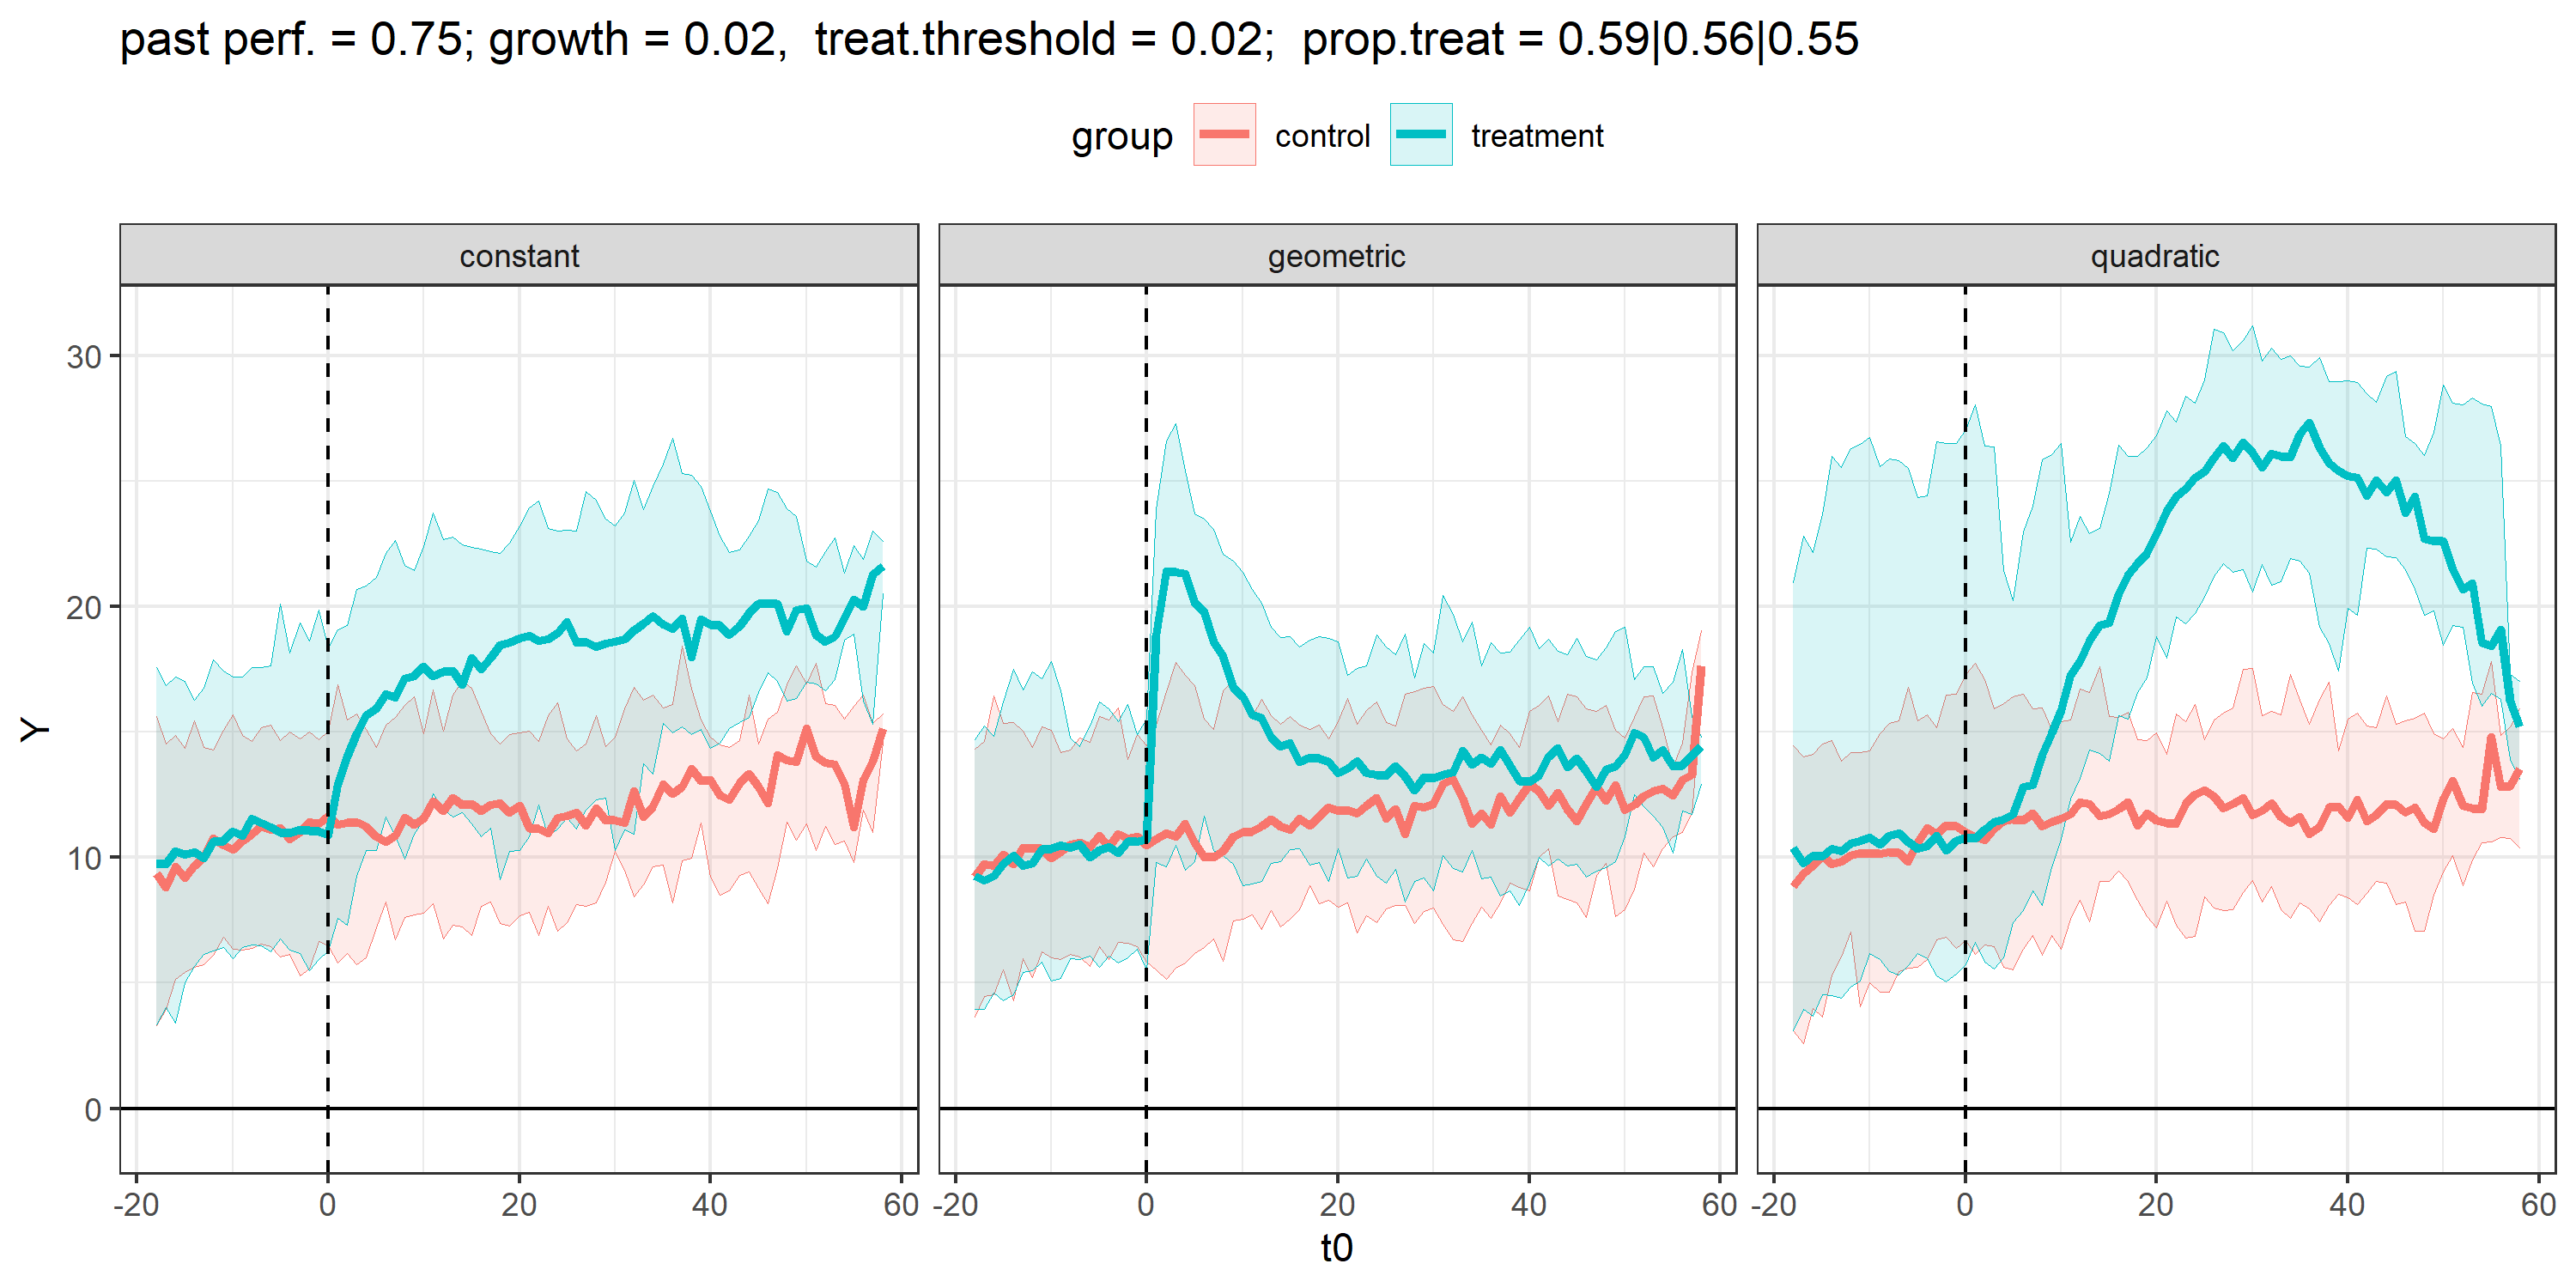 past perf. = 0.75; growth = 0.02,  treat.threshold = 0.02;  prop.treat = 0.59|0.56|0.55
group control treatment
constant geometric quadratic
30
20
10
0
Y
-20 0 20 40 60 -20 0 20 40 60 -20 0 20 40 60
t0